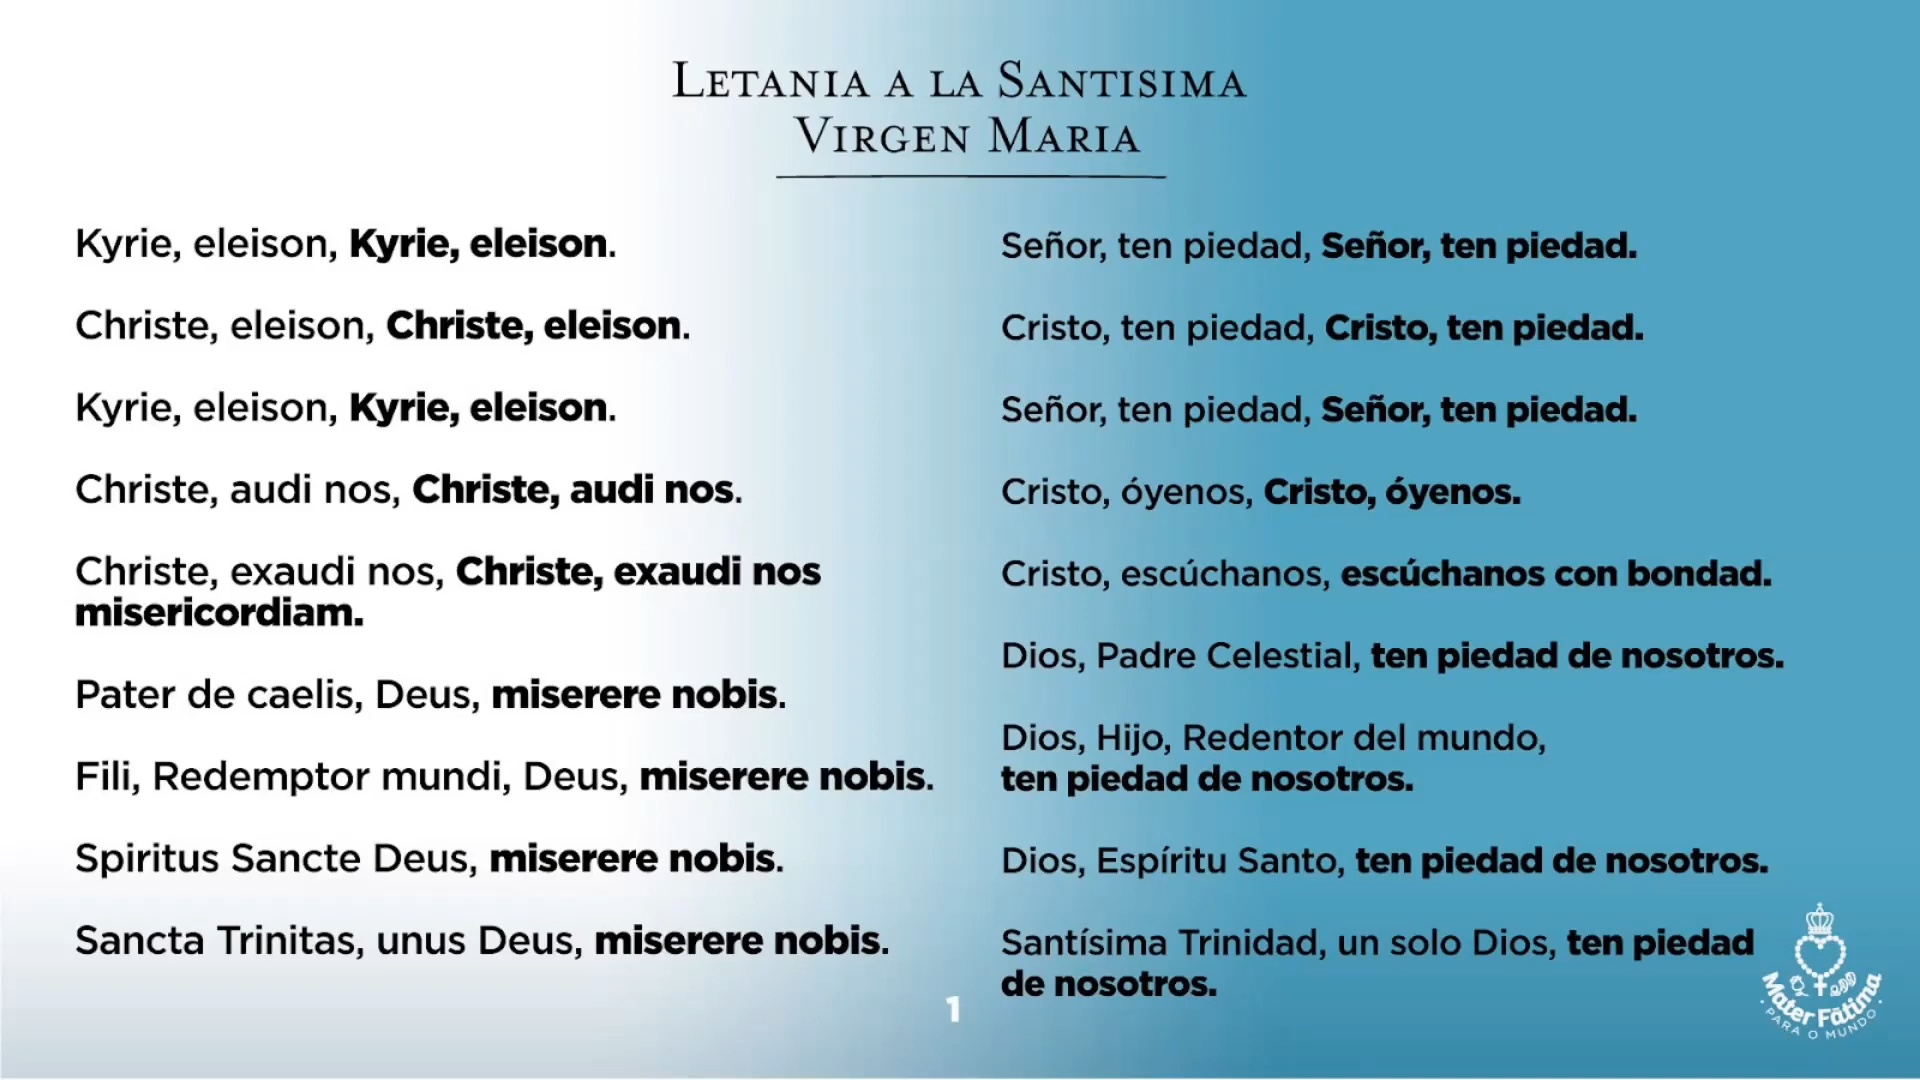 LETANIA A LA SANTISIMA
VIRGEN MARIA
Kyrie, eleison, Kyrie, eleison.
Christe, eleison, Christe, eleison.
Kyrie, eleison, Kyrie, eleison.
Christe, audi nos, Christe, audi nos.
Christe, exaudi nos, Christe, exaudi nos
misericordiam.
Pater de caelis, Deus, miserere nobis.
Fili, Redemptor mundi, Deus, miserere nobis.
Spiritus Sancte Deus, miserere nobis.
Sancta Trinitas, unus Deus, miserere nobis.
Señor, ten piedad, Señor, ten piedad.
Cristo, ten piedad, Cristo, ten piedad.
Señor, ten piedad, Señor, ten piedad.
Cristo, óyenos, Cristo, óyenos.
Cristo, escúchanos, escúchanos con bondad.
Dios, Padre Celestial, ten piedad de nosotros.
Dios, Hijo, Redentor del mundo,
ten piedad de nosotros.
Dios, Espíritu Santo, ten piedad de nosotros.
Santísima Trinidad, un solo Dios, ten piedad
de nosotros.
1
Mater Fátima
PARA O MUNDO